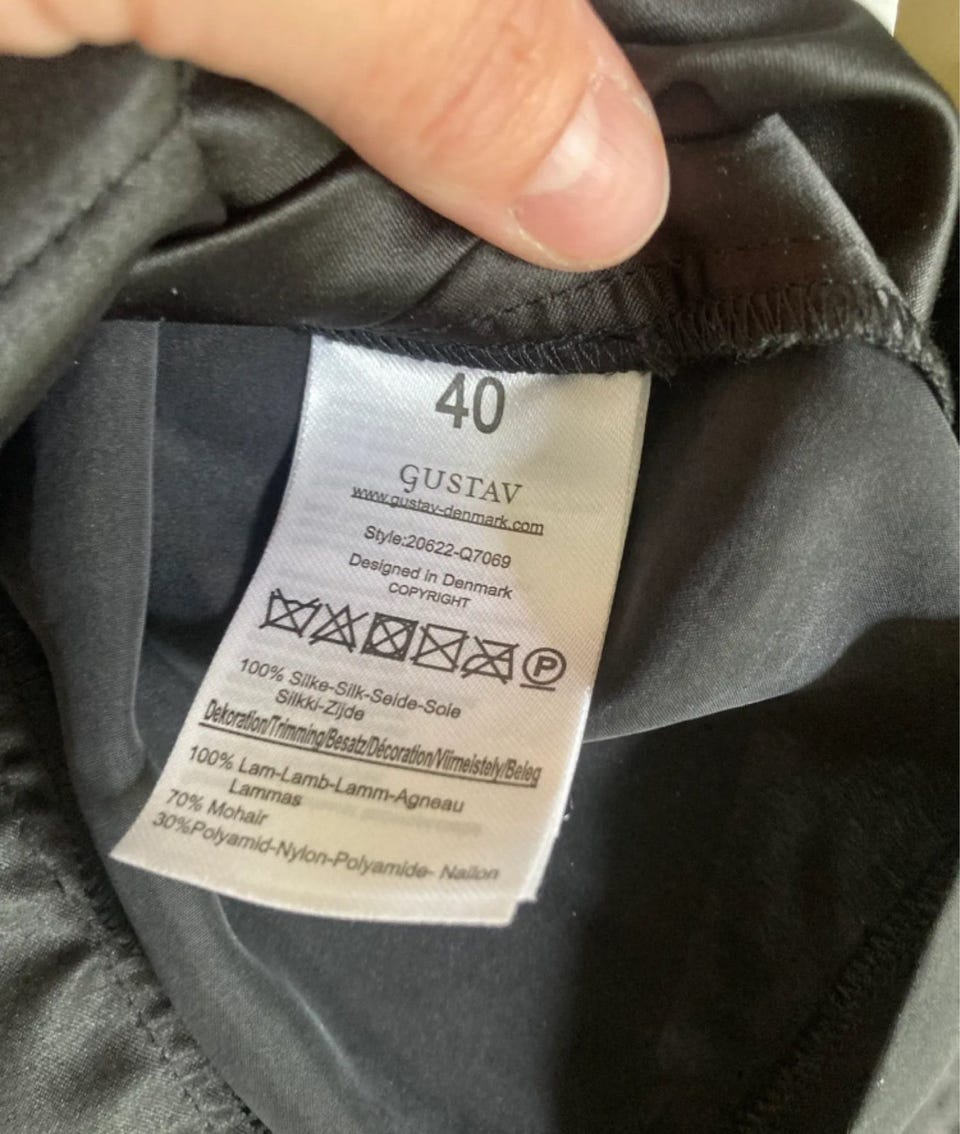 40
GUSTAV
www.gustav-denmark.com
Style:20622-Q7069
Designed in Denmark
COPYRIGHT
P
100% Silke-Silk-Seide-Sole
Silkki-Zijde
Dekoration/Trimming/Besatz/Décoration/Viimeistely/Beleg
100% Lam-Lamb-Lamm-Agneau
Lammas
70% Mohair
30%Polyamid-Nylon-Polyamide- Nailon